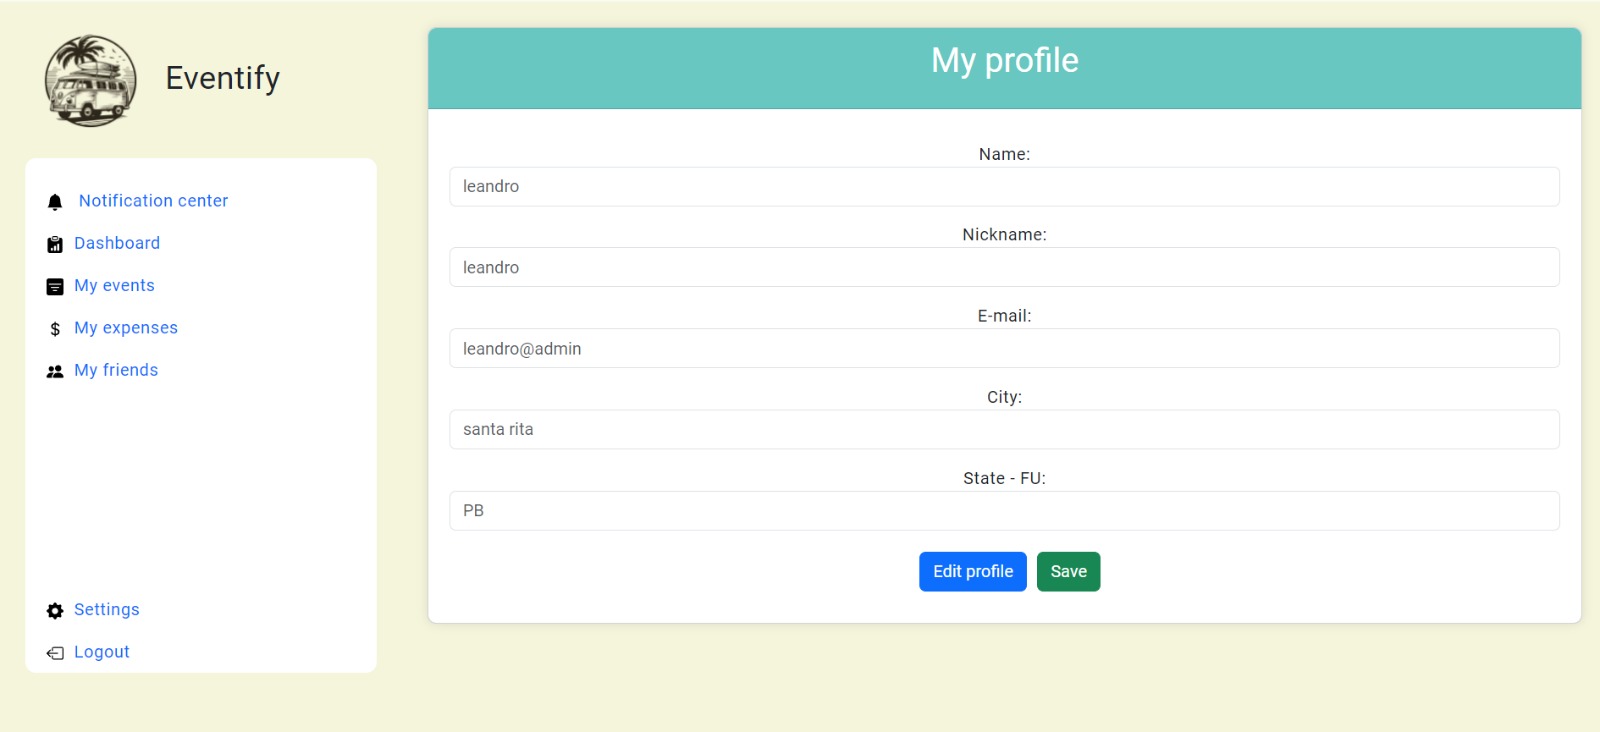 Eventify
Notification center
Dashboard
My events
My expenses
My friends
Settings
Logout
My profile
Name:
leandro
Nickname:
leandro
E-mail:
leandro@admin
City:
santa rita
State - FU:
PB
Edit profile Save